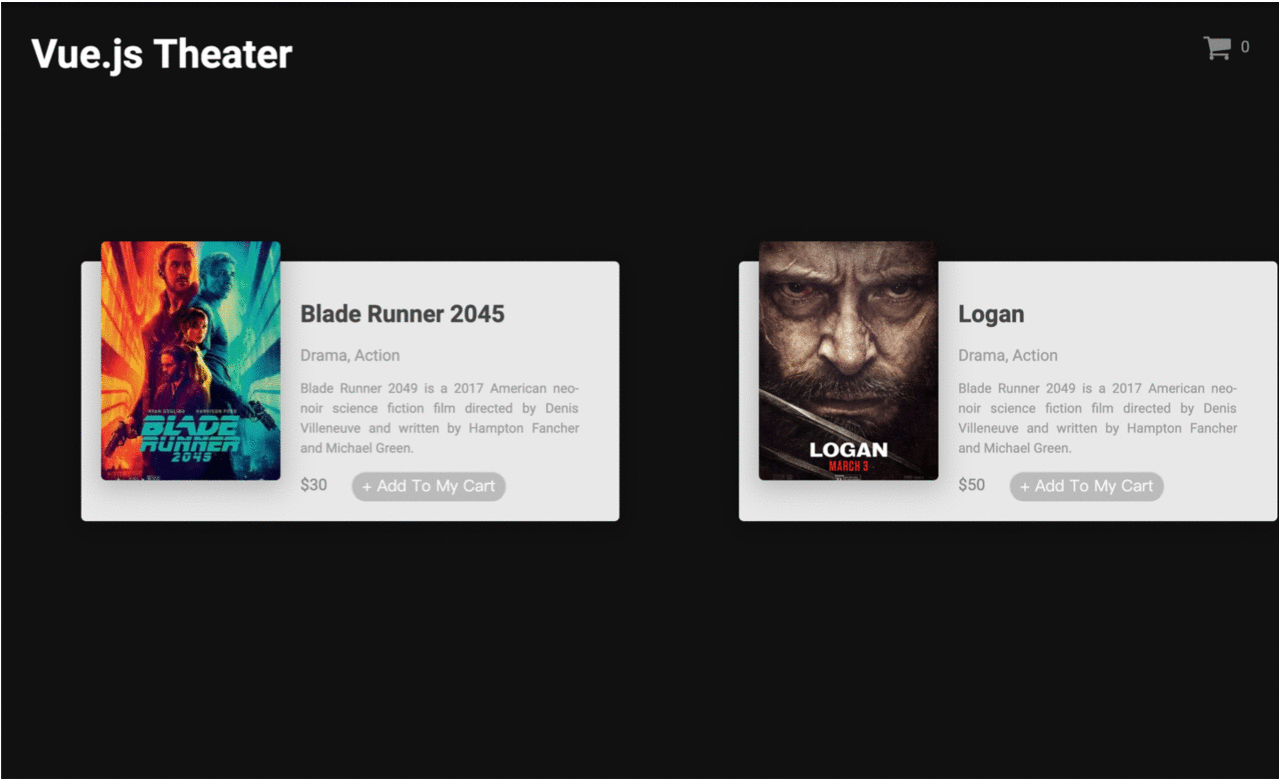 Vue.js Theater
0
Blade Runner 2045
Drama, Action
Blade Runner 2049 is a 2017 American neo-
noir science fiction film directed by Denis
Villeneuve and written by Hampton Fancher
and Michael Green.
$30
+ Add To My Cart
RYAN GOSLING HARRISON FORD
BLADE
RUNNER
2045
Logan
Drama, Action
Blade Runner 2049 is a 2017 American neo-
noir science fiction film directed by Denis
Villeneuve and written by Hampton Fancher
and Michael Green.
$50
+ Add To My Cart
LOGAN
MARCH 3